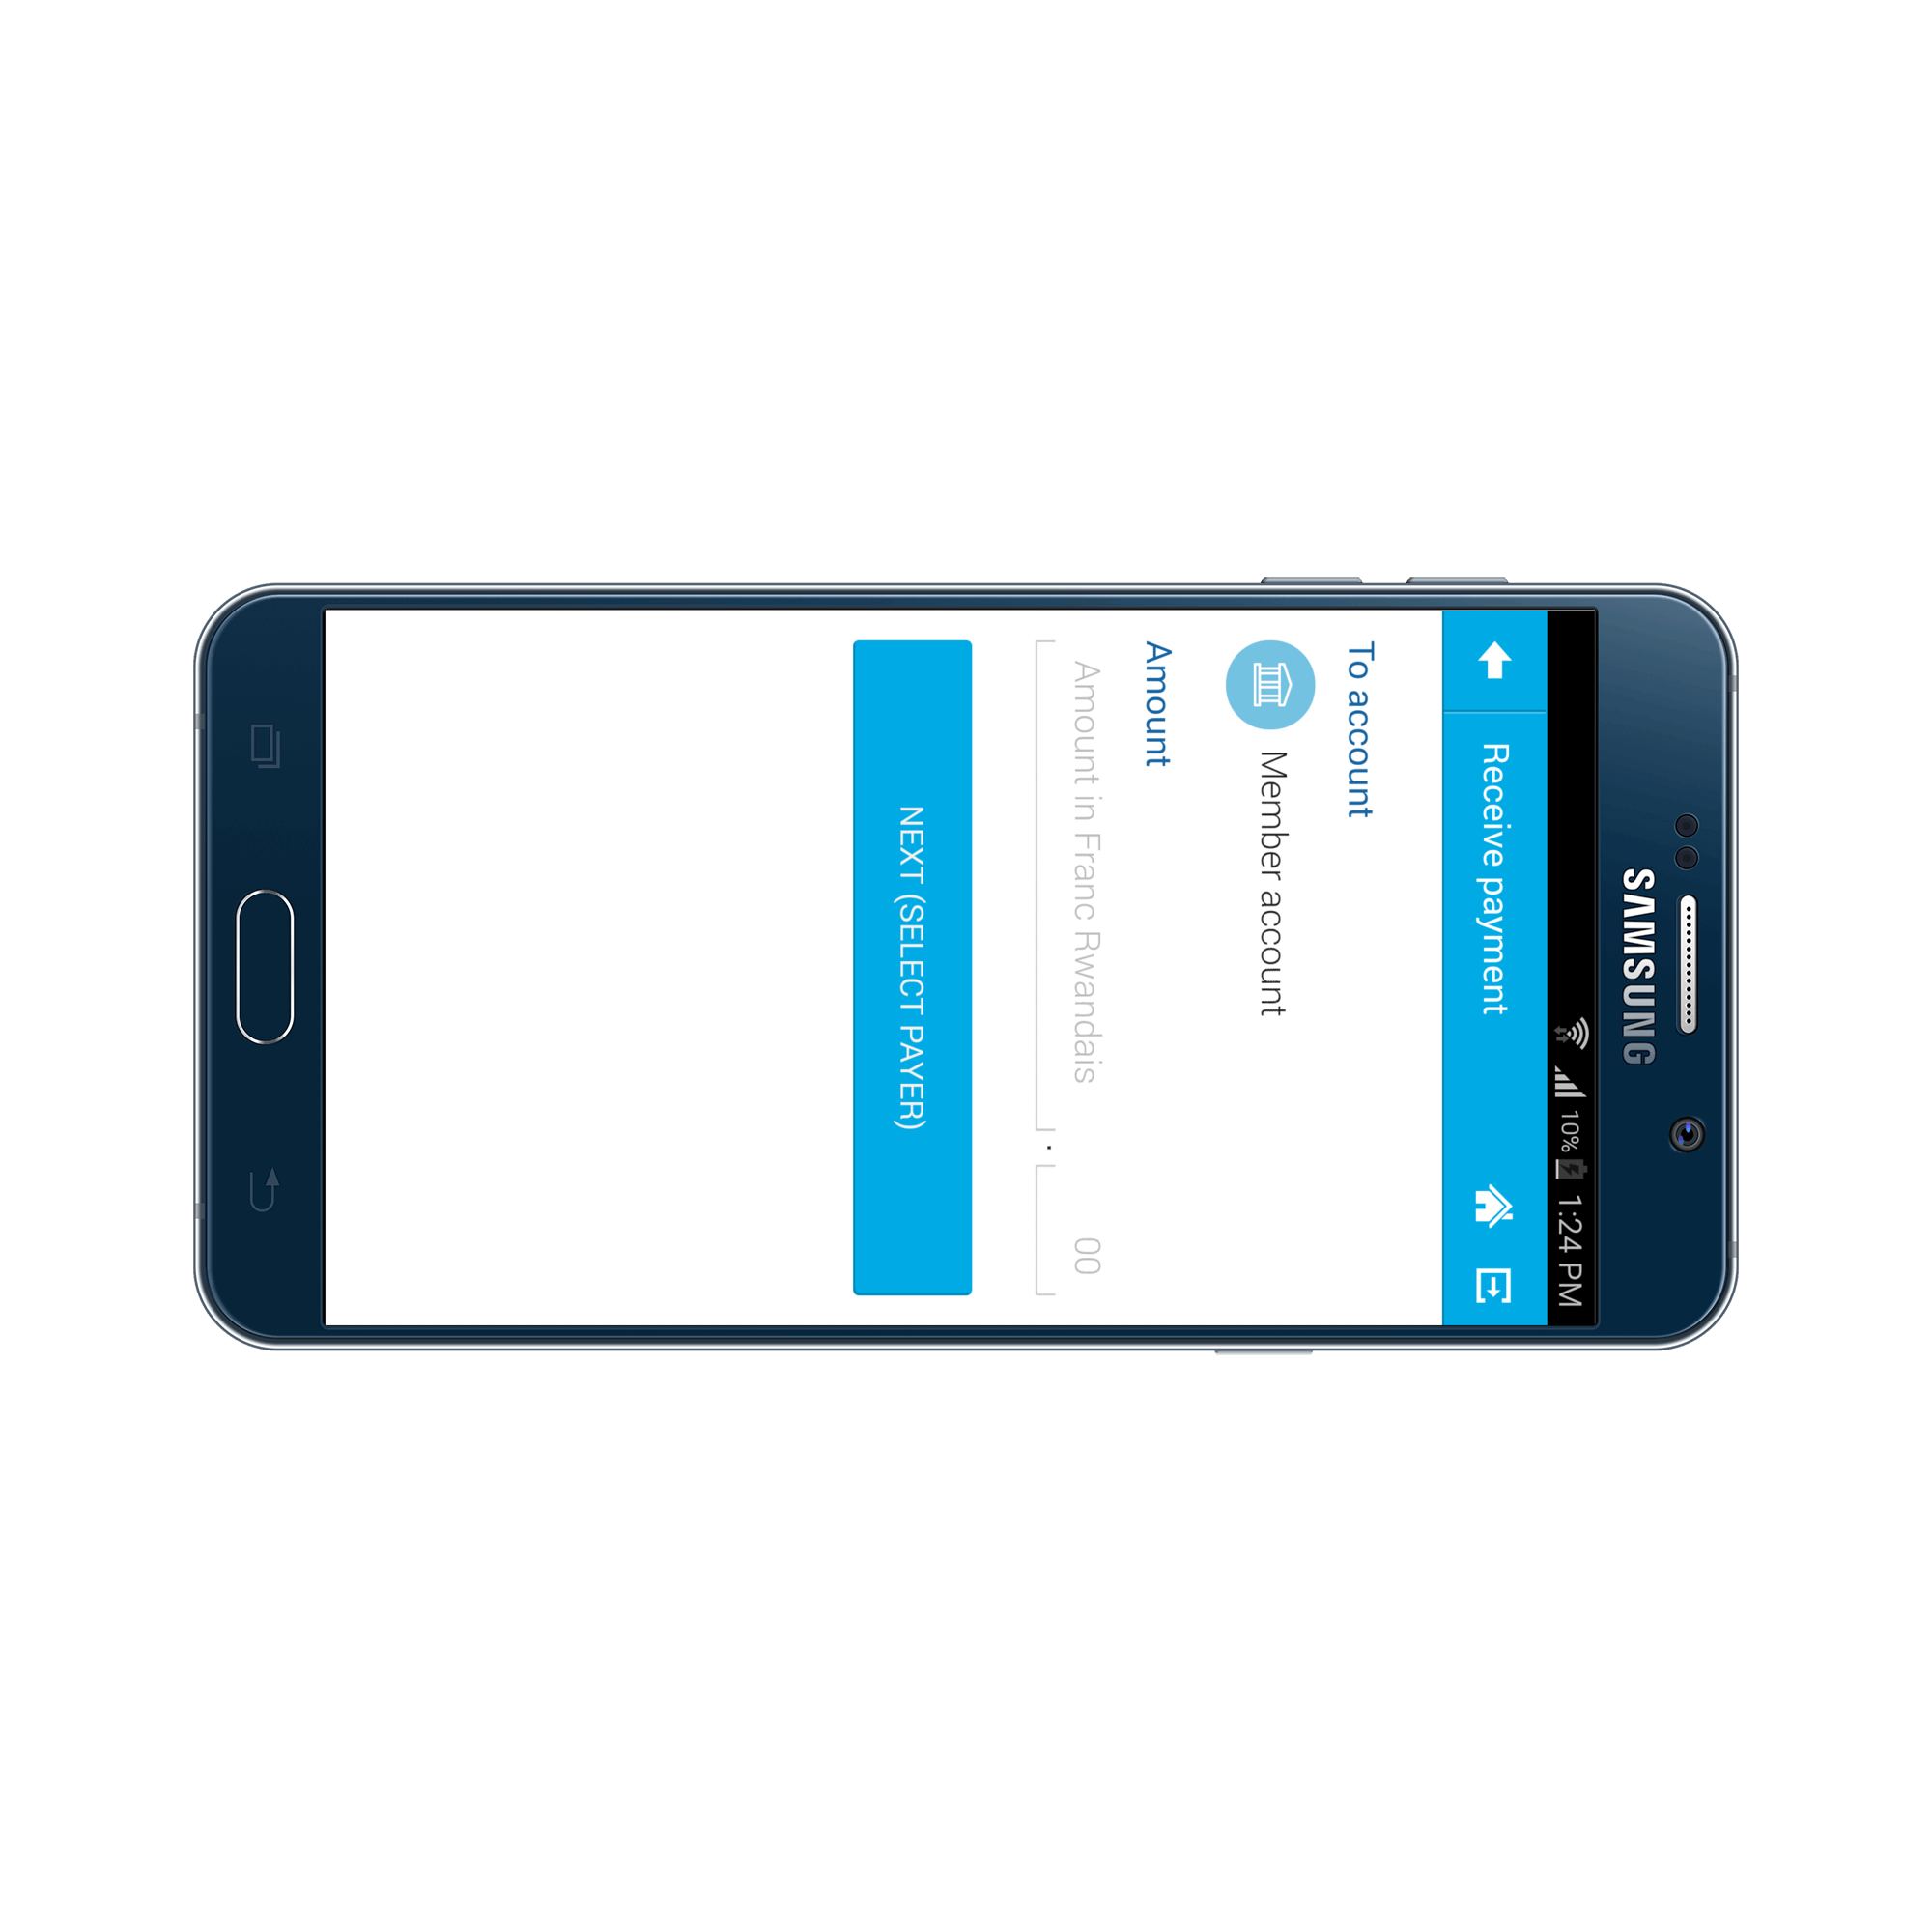 SAMSUNG
10% 1:24 PM
Receive payment
To account
Member account
Amount
Amount in Franc Rwandais . 00
NEXT (SELECT PAYER)